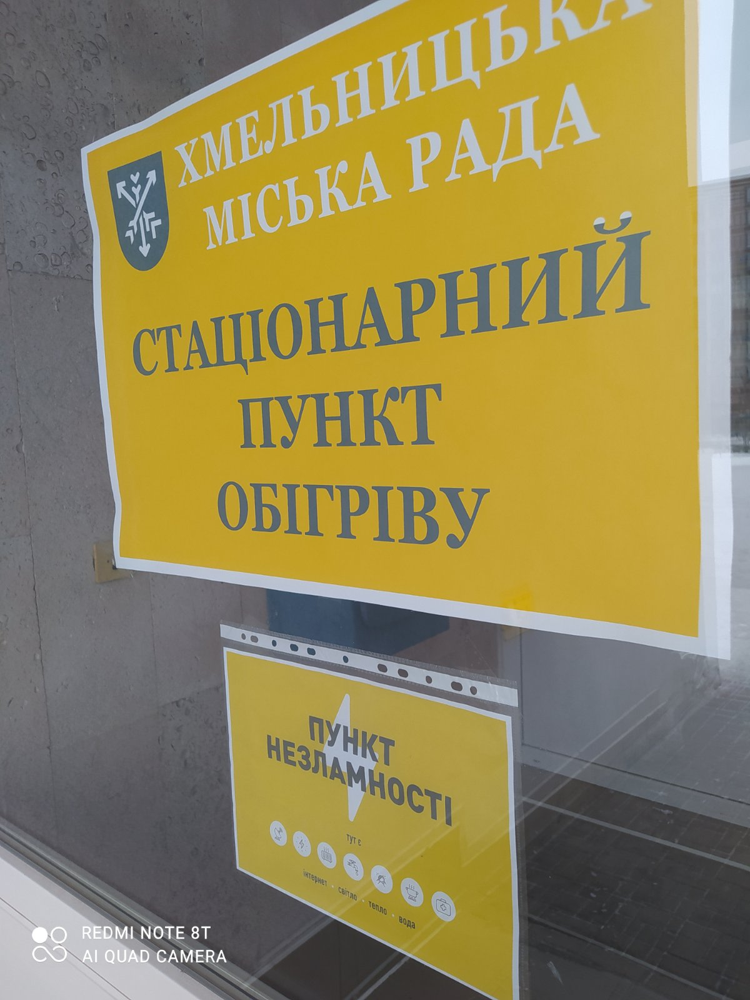 ХМЕЛЬНИЦЬКА
МІСЬКА РАДА
СТАЦІОНАРНИЙ
ПУНКТ
ОБІГРІВУ
ПУНКТ
НЕЗЛАМНОСТІ
тут є
інтернет • світло • тепло • вода
REDMI NOTE 8T
AI QUAD CAMERA